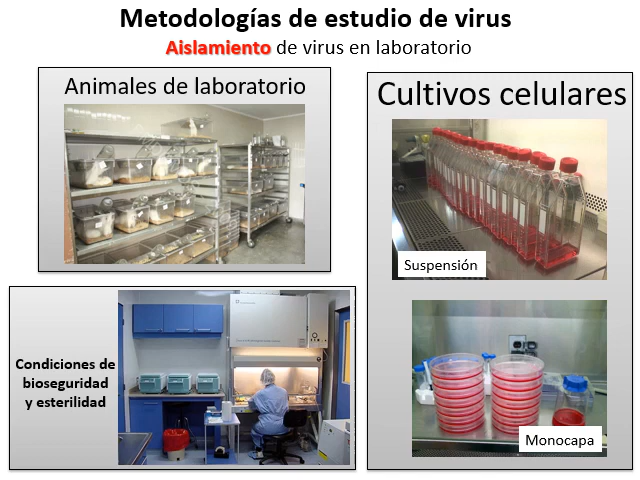 Metodologías de estudio de virus
Aislamiento de virus en laboratorio
Animales de laboratorio
Cultivos celulares
Suspensión
Condiciones de
bioseguridad
y esterilidad
Monocapa